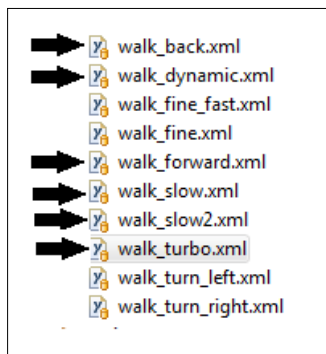 walk_back.xml
walk_dynamic.xml
walk_fine_fast.xml
walk_fine.xml
walk_forward.xml
walk_slow.xml
walk_slow2.xml
walk_turbo.xml
walk_turn_left.xml
walk_turn_right.xml